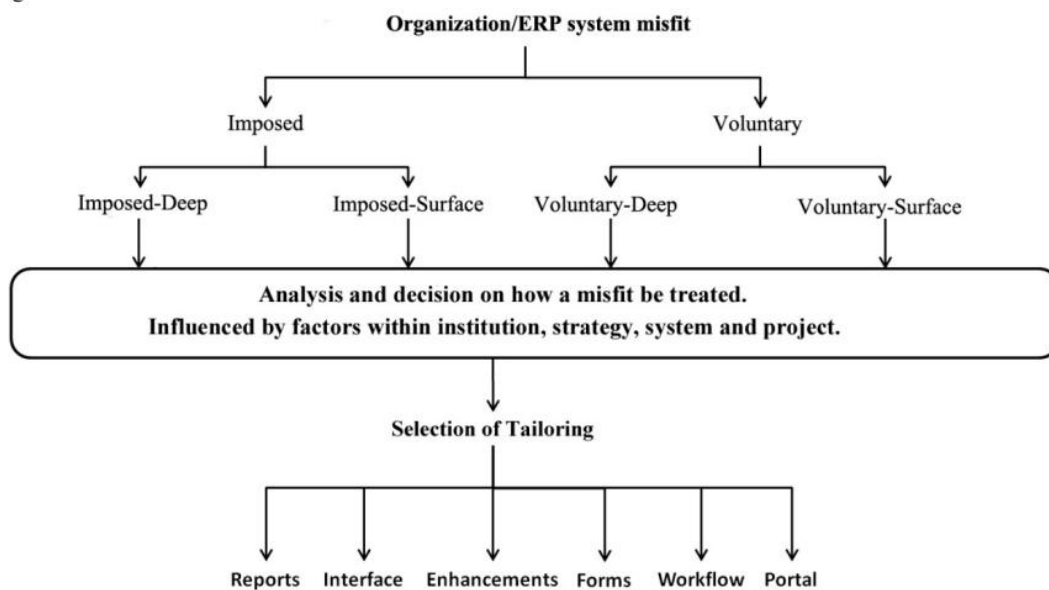 Organization/ERP system misfit
Imposed Voluntary
Imposed-Deep Imposed-Surface Voluntary-Deep Voluntary-Surface
Analysis and decision on how a misfit be treated.
Influenced by factors within institution, strategy, system and project.
Selection of Tailoring
Reports Interface Enhancements Forms Workflow Portal